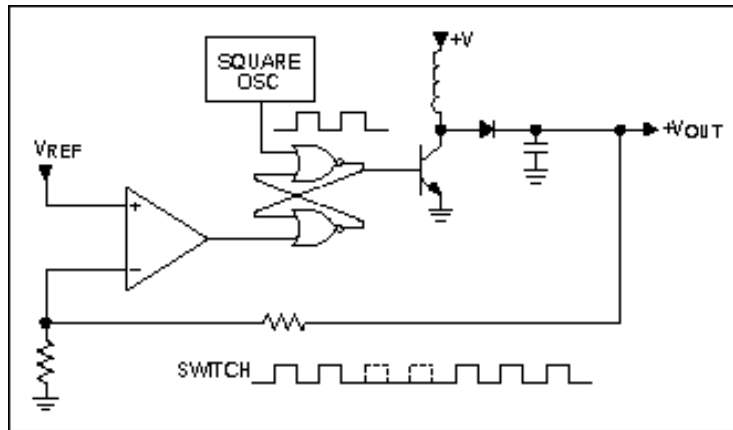 SQUARE
OSC
+V
VREF
+VOUT
+
−
SWITCH